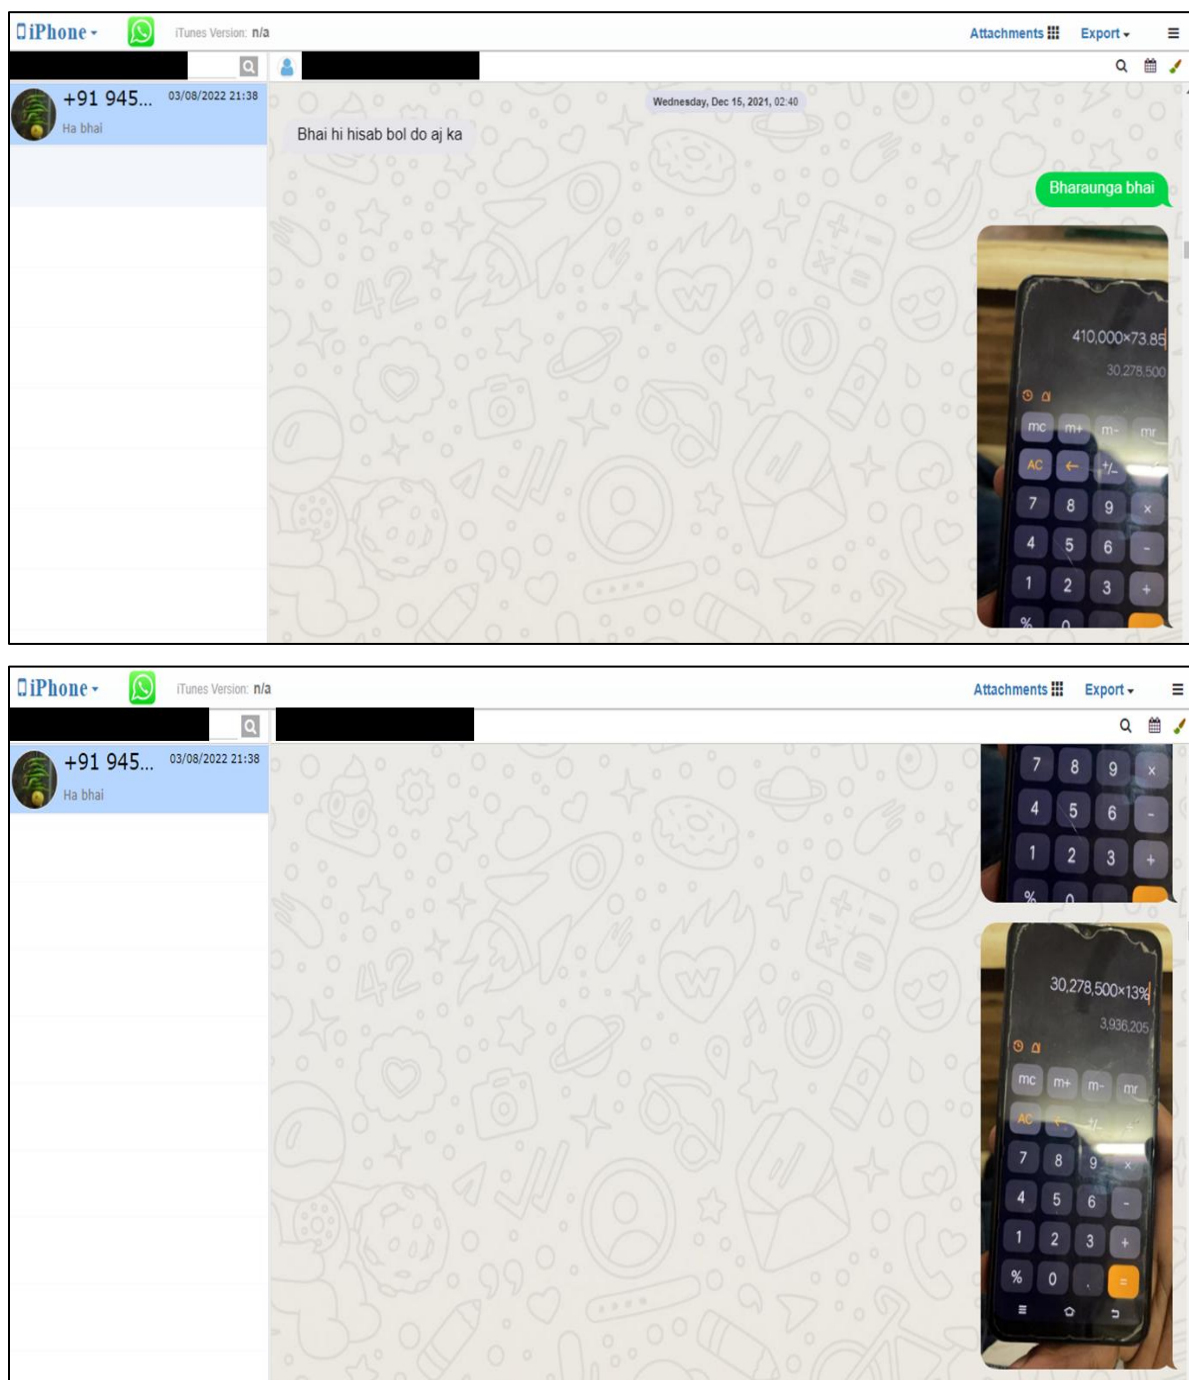 iPhone
iTunes Version: n/a
Attachments
Export
+91 945...
03/08/2022 21:38
Ha bhai
Wednesday, Dec 15, 2021, 02:40
Bhai hi hisab bol do aj ka
Bharaunga bhai
410,000×73.85
30,278,500
mc m+ m- mr
AC ← +/-
7 8 9 ×
4 5 6 -
1 2 3 +
% 0
iPhone
iTunes Version: n/a
Attachments
Export
+91 945...
03/08/2022 21:38
Ha bhai
7 8 9 ×
4 5 6 -
1 2 3 +
% 0
30,278,500×13%
3,936,205
mc m+ m- mr
AC ← +/- ÷
7 8 9 ×
4 5 6 -
1 2 3 +
% 0 . =